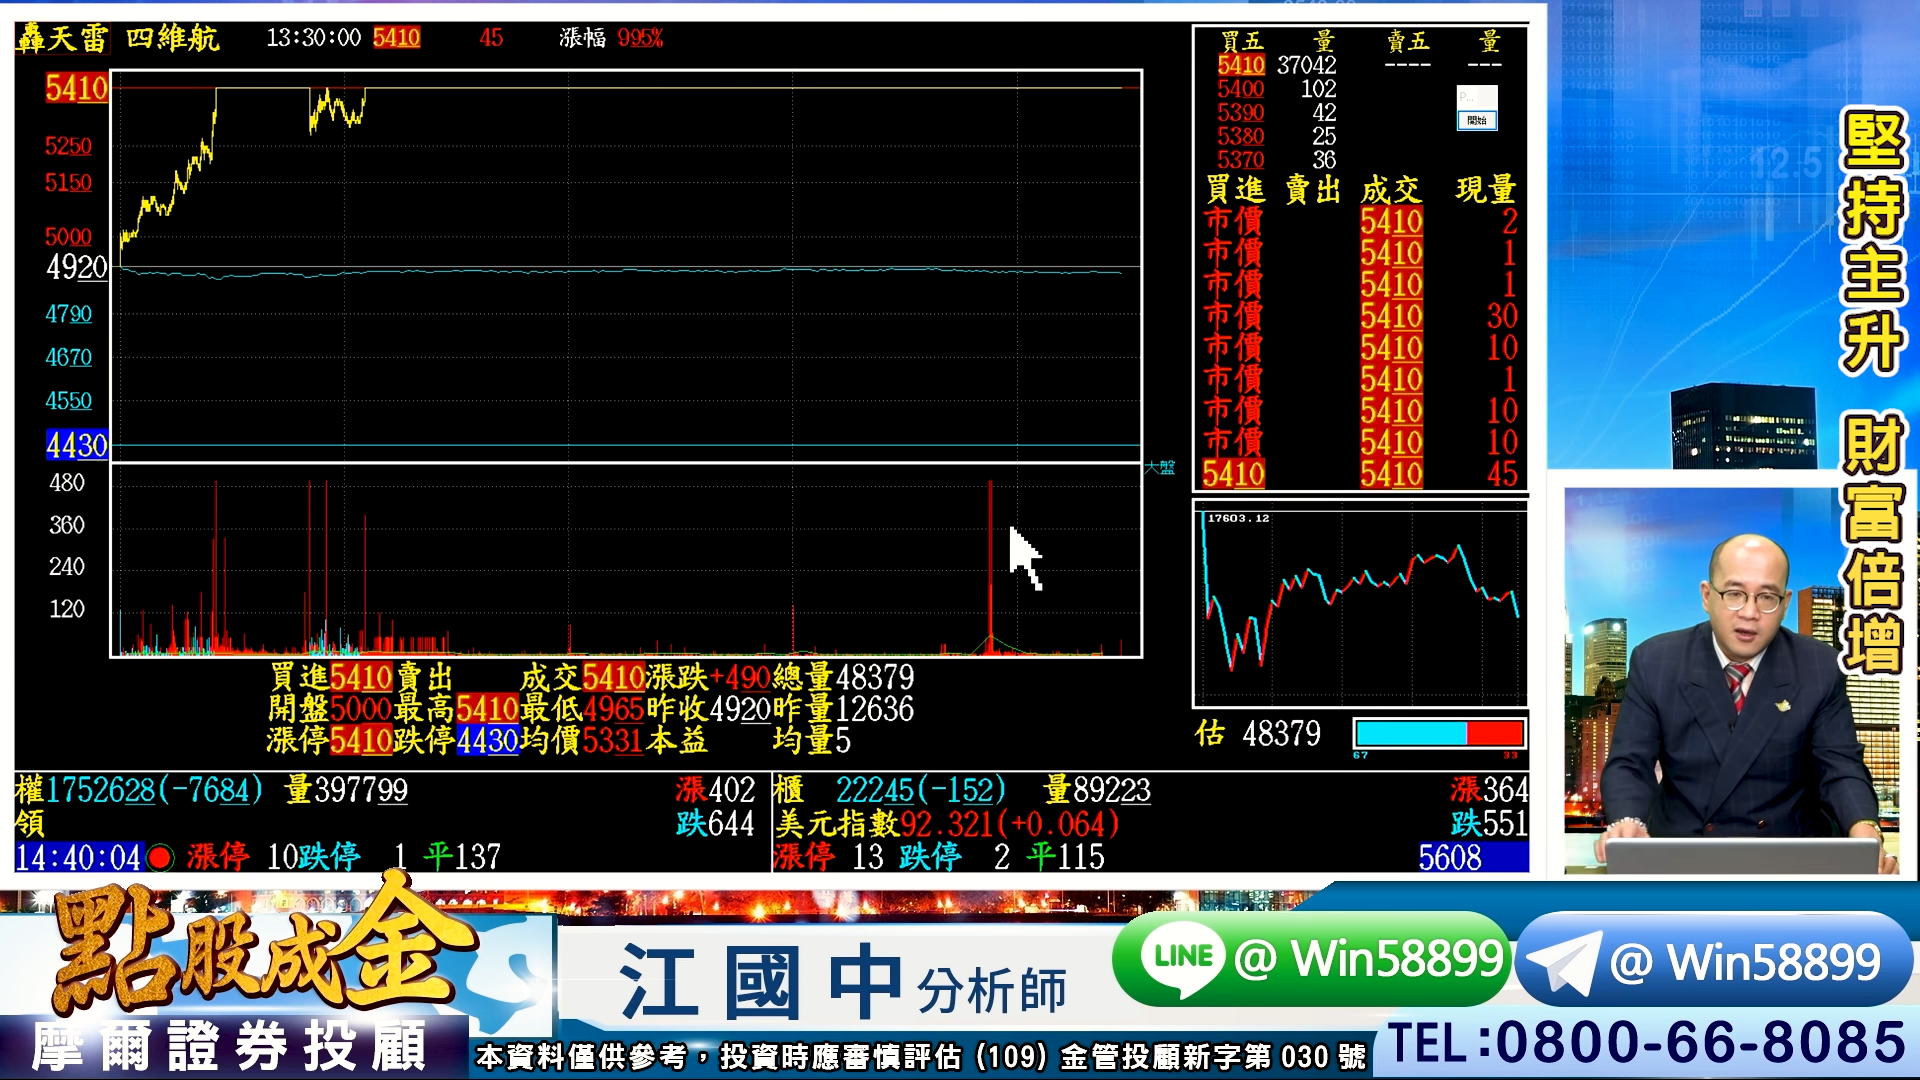 轟天雷 四維航 13:30:00 5410 45 漲幅 995%
5410
5250
5150
5000
4920
4790
4670
4550
4430
480
360
240
120
大盤
買五 量 賣五 量
5410 37042 ---- ---
5400 102
5390 42
5380 25
5370 36
開始
買進 賣出 成交 現量
市價 5410 2
市價 5410 1
市價 5410 1
市價 5410 30
市價 5410 10
市價 5410 1
市價 5410 10
市價 5410 10
5410 5410 45
17603.12
估 48379
67 33
買進5410賣出 成交5410漲跌+490總量48379
開盤5000最高5410最低4965昨收4920昨量12636
漲停5410跌停4430均價5331本益 均量5
權1752628(-7684) 量397799 漲402
領 跌644
14:40:04 漲停 10跌停 1 平137
櫃 22245(-152) 量89223 漲364
美元指數92.321(+0.064) 跌551
漲停 13 跌停 2 平115 5608
堅持主升 財富倍增
點股成金
摩爾證券投顧
江國中分析師
LINE @ Win58899
@ Win58899
本資料僅供參考，投資時應審慎評估 (109) 金管投顧新字第 030 號
TEL:0800-66-8085